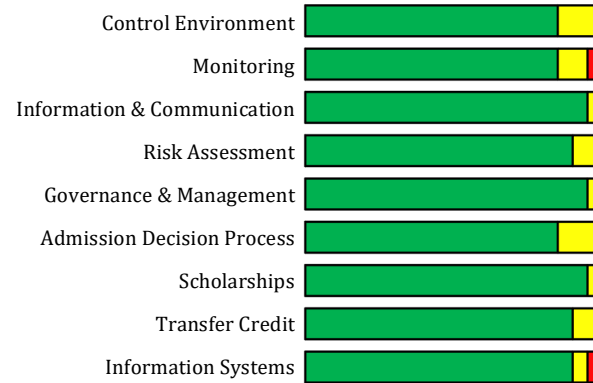 Control Environment
Monitoring
Information & Communication
Risk Assessment
Governance & Management
Admission Decision Process
Scholarships
Transfer Credit
Information Systems